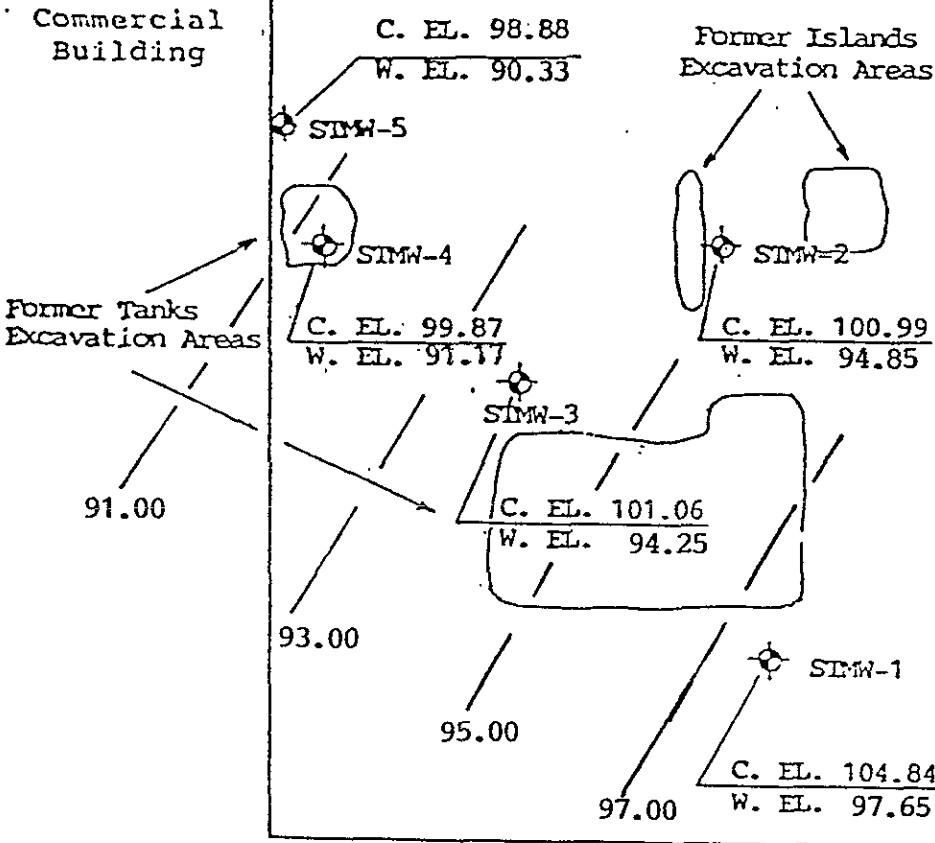 Commercial
Building
C. EL. 98.88
W. EL. 90.33
Former Islands
Excavation Areas
STMW-5
STMW-4
STMW-2
Former Tanks
Excavation Areas
C. EL. 99.87
W. EL. 91.17
C. EL. 100.99
W. EL. 94.85
STMW-3
91.00
C. EL. 101.06
W. EL. 94.25
93.00
STMW-1
95.00
C. EL. 104.84
W. EL. 97.65
97.00